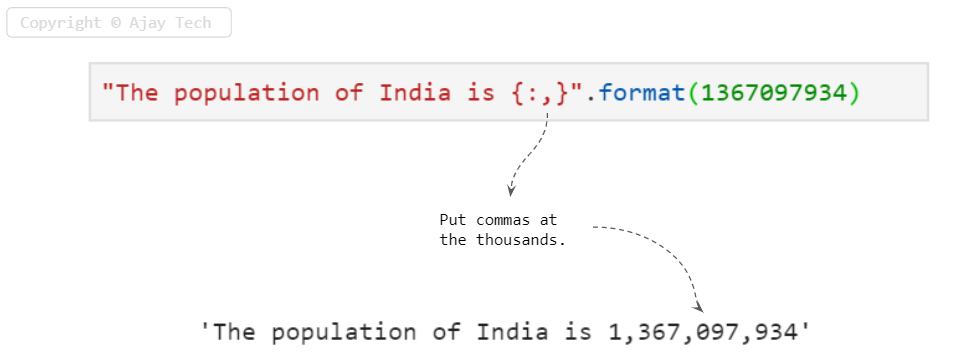 Copyright © Ajay Tech
"The population of India is {:,}".format(1367097934)
Put commas at
the thousands.
'The population of India is 1,367,097,934'